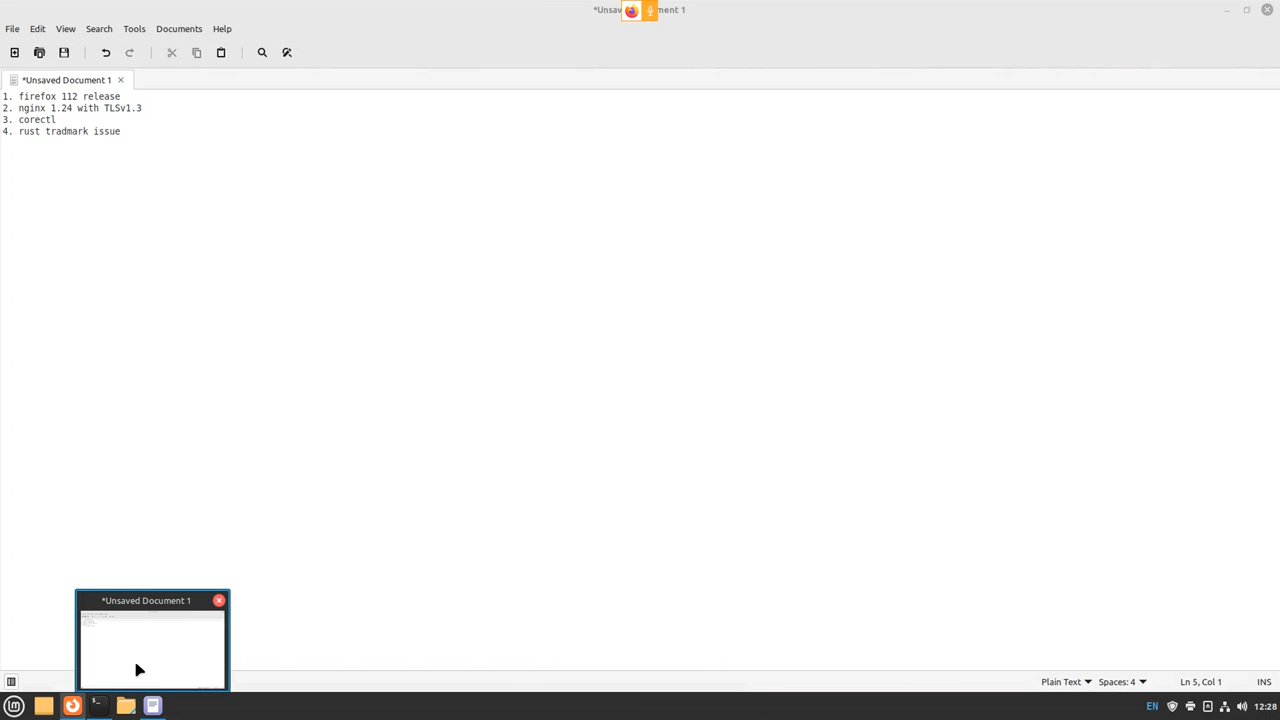 *Unsav ment 1
File Edit View Search Tools Documents Help
*Unsaved Document 1
1. firefox 112 release
2. nginx 1.24 with TLSv1.3
3. corectl
4. rust tradmark issue
*Unsaved Document 1
Plain Text Spaces: 4 Ln 5, Col 1 INS
EN 12:28